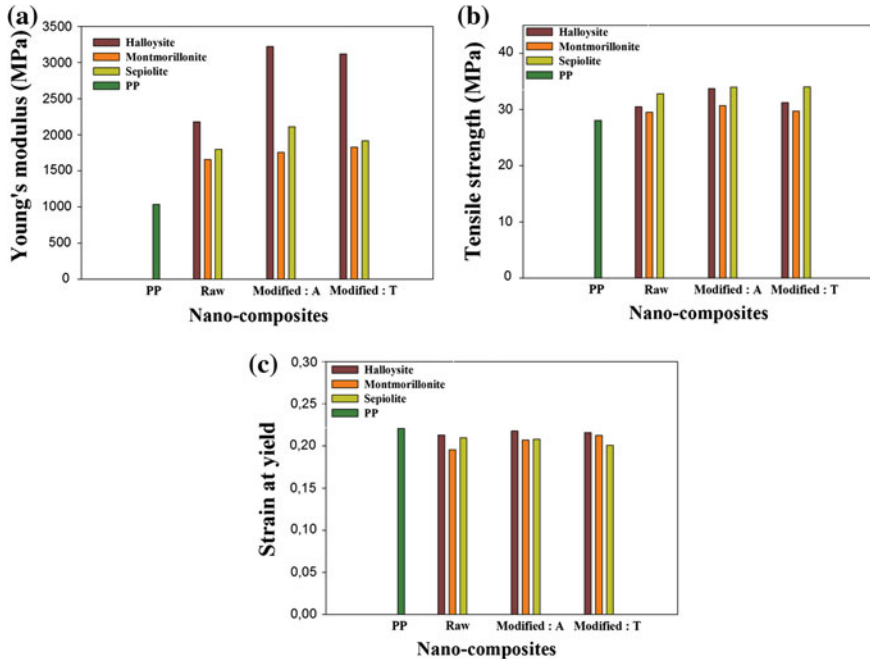 (a)
3500
3000
2500
2000
1500
1000
500
0
Young's modulus (MPa)
Halloysite
Montmorillonite
Sepiolite
PP
PP Raw Modified : A Modified : T
Nano-composites
(b)
40
30
20
10
0
Tensile strength (MPa)
Halloysite
Montmorillonite
Sepiolite
PP
PP Raw Modified : A Modified : T
Nano-composites
(c)
0,30
0,25
0,20
0,15
0,10
0,05
0,00
Strain at yield
Halloysite
Montmorillonite
Sepiolite
PP
PP Raw Modified : A Modified : T
Nano-composites